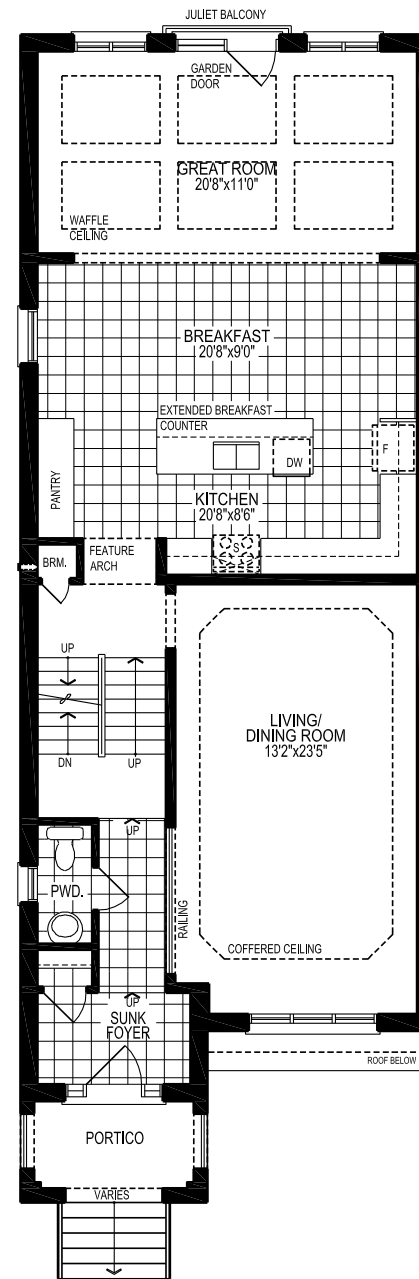 JULIET BALCONY
GARDEN
DOOR
GREAT ROOM
20'8"x11'0"
WAFFLE
CEILING
BREAKFAST
20'8"x9'0"
EXTENDED BREAKFAST
COUNTER
DW
F
PANTRY
KITCHEN
20'8"x8'6"
S
BRM.
FEATURE
ARCH
UP
DN
UP
LIVING/
DINING ROOM
13'2"x23'5"
UP
PWD.
RAILING
COFFERED CEILING
UP
SUNK
FOYER
ROOF BELOW
PORTICO
VARIES